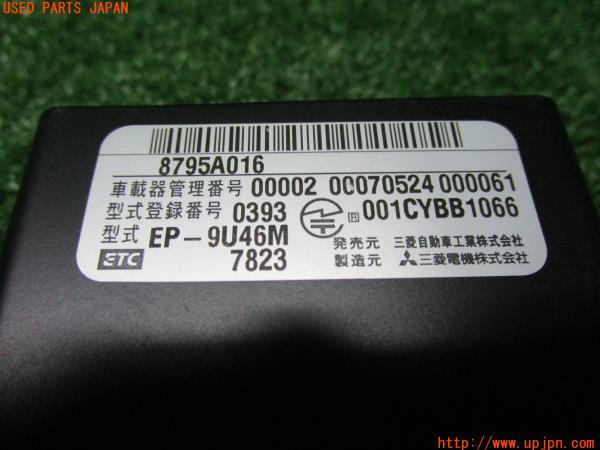 USED PARTS JAPAN
8795A016
車載器管理番号 00002 00070524 000061
型式登録番号 0393 R 001CYBB1066
型式 EP-9U46M 発売元 三菱自動車工業株式会社
ETC 7823 製造元 三菱電機株式会社
http://www.upjpn.com/